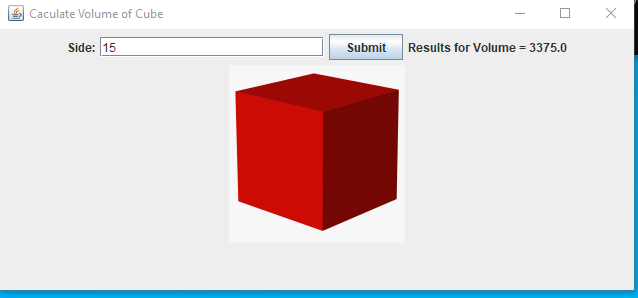 Caculate Volume of Cube
Side: 15 Submit Results for Volume = 3375.0